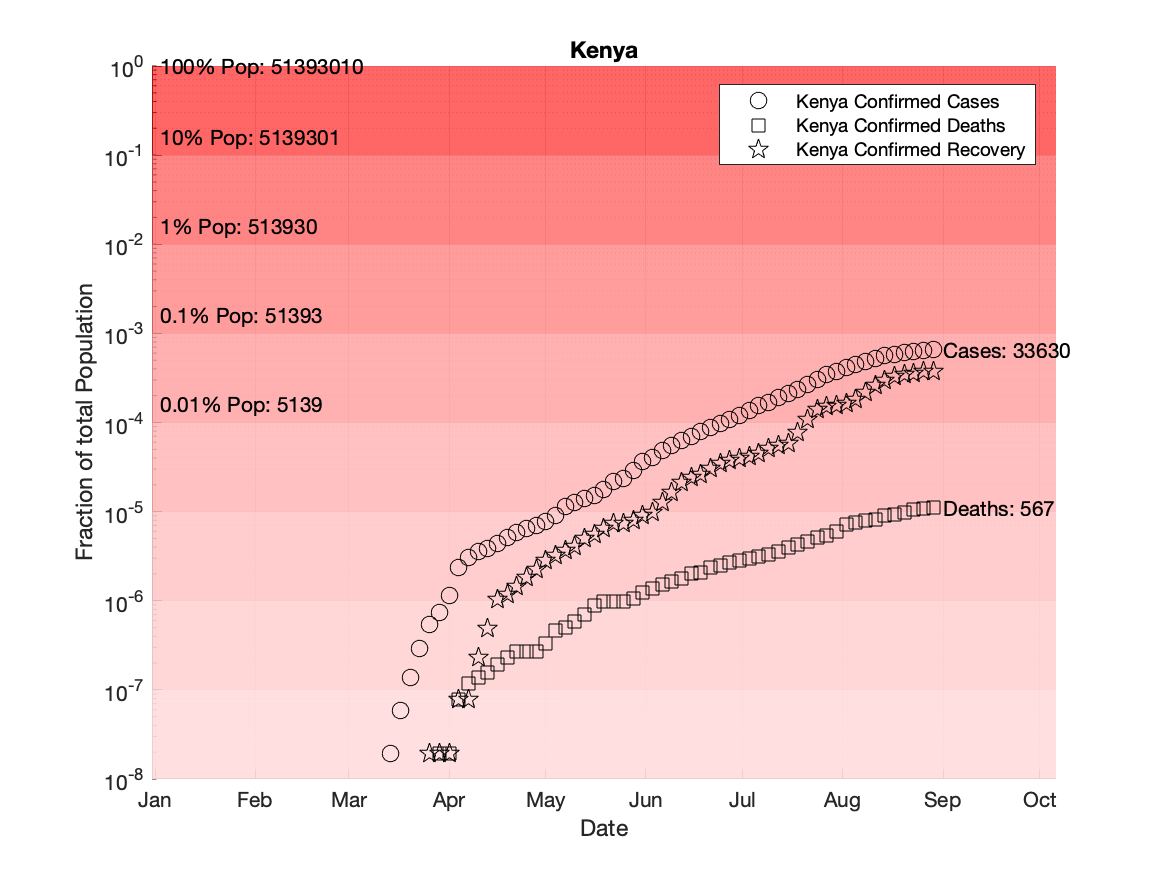 Kenya
10^0
100% Pop: 51393010
Kenya Confirmed Cases
Kenya Confirmed Deaths
Kenya Confirmed Recovery
10% Pop: 5139301
10^-1
1% Pop: 513930
10^-2
0.1% Pop: 51393
10^-3
Cases: 33630
0.01% Pop: 5139
10^-4
10^-5
Deaths: 567
10^-6
10^-7
10^-8
Fraction of total Population
Jan Feb Mar Apr May Jun Jul Aug Sep Oct
Date